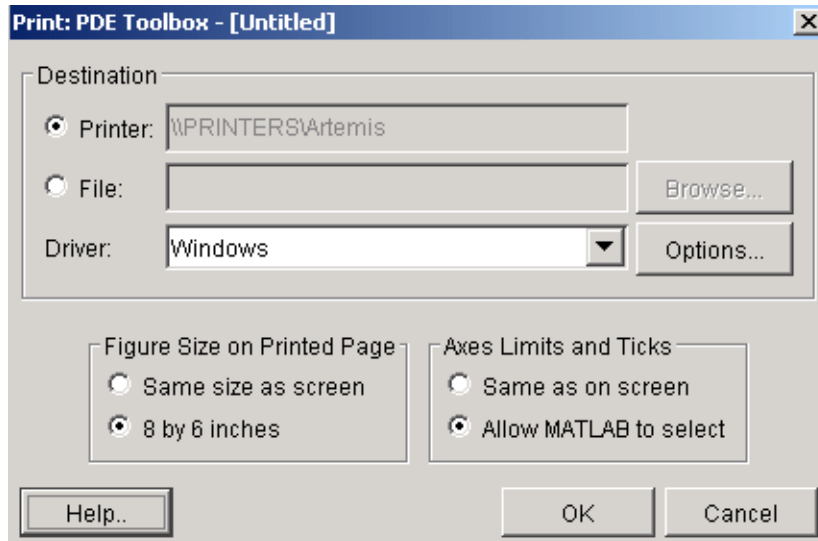 Print: PDE Toolbox - [Untitled]
Destination
Printer: \\PRINTERS\Artemis
File: Browse...
Driver: Windows Options...
Figure Size on Printed Page
Same size as screen
8 by 6 inches
Axes Limits and Ticks
Same as on screen
Allow MATLAB to select
Help.. OK Cancel